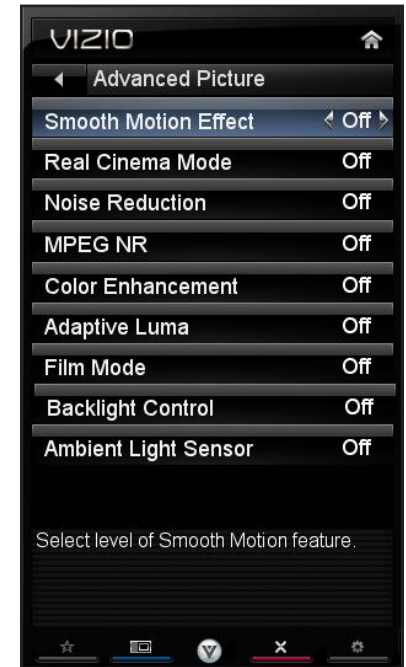 VIZIO
Advanced Picture
Smooth Motion Effect Off
Real Cinema Mode Off
Noise Reduction Off
MPEG NR Off
Color Enhancement Off
Adaptive Luma Off
Film Mode Off
Backlight Control Off
Ambient Light Sensor Off
Select level of Smooth Motion feature.
V